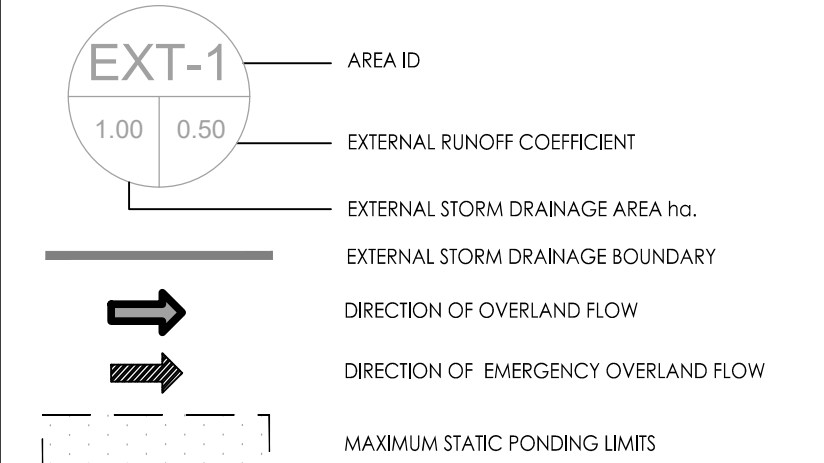 EXT-1
AREA ID
1.00 0.50
EXTERNAL RUNOFF COEFFICIENT
EXTERNAL STORM DRAINAGE AREA ha.
EXTERNAL STORM DRAINAGE BOUNDARY
DIRECTION OF OVERLAND FLOW
DIRECTION OF EMERGENCY OVERLAND FLOW
MAXIMUM STATIC PONDING LIMITS